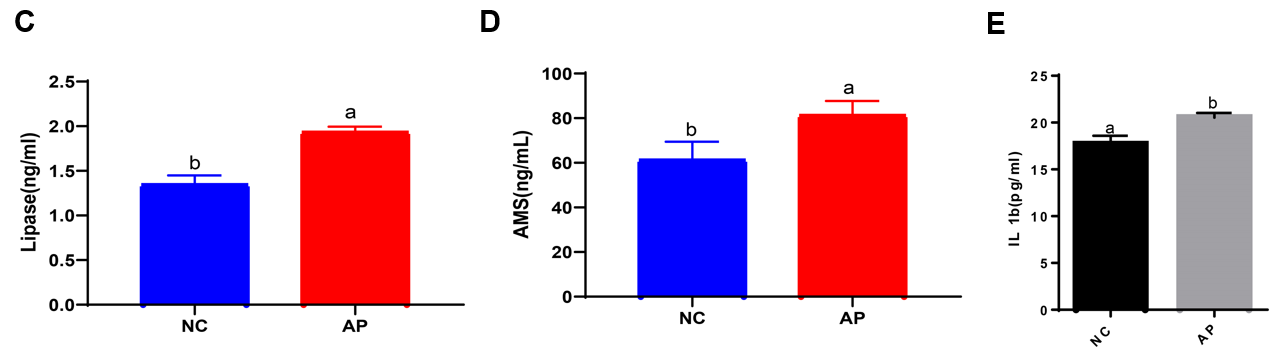 C
Lipase(ng/ml)
2.5
2.0
1.5
1.0
0.5
0.0
b
a
NC
AP
D
AMS(ng/mL)
100
80
60
40
20
0
b
a
NC
AP
E
IL 1b(pg/ml)
25
20
15
10
5
0
a
b
NC
AP